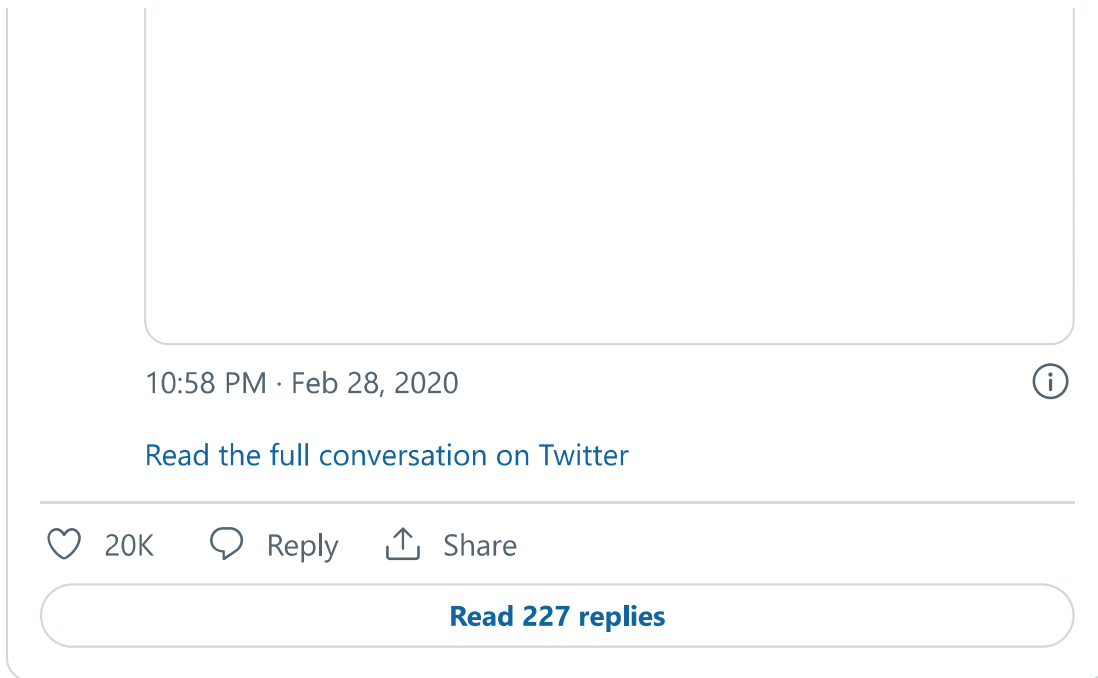 10:58 PM · Feb 28, 2020
Read the full conversation on Twitter
20K Reply Share
Read 227 replies